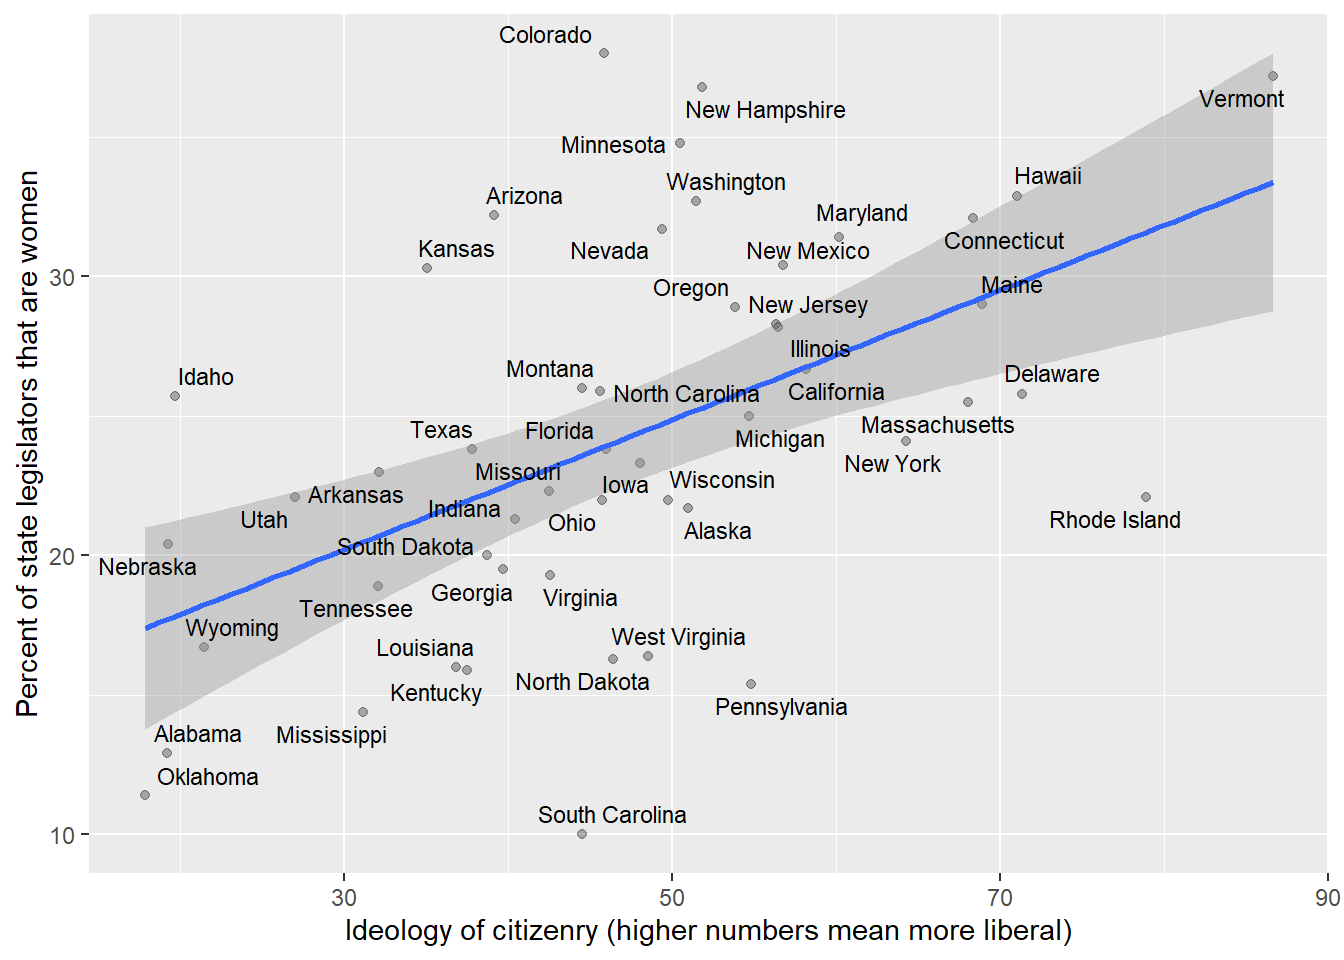 Colorado
New Hampshire
Vermont
Minnesota
Washington
Hawaii
Arizona
Maryland
Connecticut
Kansas
Nevada
New Mexico
Oregon
Maine
New Jersey
Illinois
Idaho
Montana
Delaware
North Carolina
California
Texas
Florida
Michigan
Massachusetts
New York
Missouri
Iowa
Wisconsin
Arkansas
Indiana
Utah
Ohio
Alaska
Rhode Island
South Dakota
Nebraska
Georgia
Virginia
Tennessee
Wyoming
West Virginia
Louisiana
North Dakota
Kentucky
Pennsylvania
Alabama
Mississippi
Oklahoma
South Carolina
30
20
10
Percent of state legislators that are women
30
50
70
90
Ideology of citizenry (higher numbers mean more liberal)